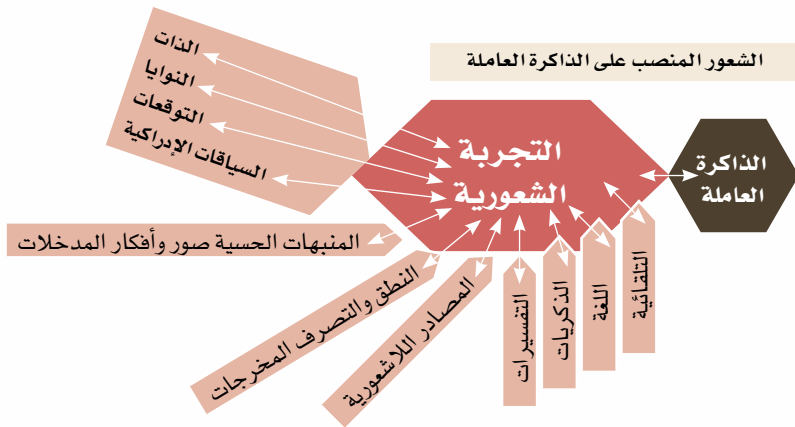 الشعور المنصب على الذاكرة العاملة
الذاكرة
العاملة
التجربة
الشعورية
الذات
النوايا
التوقعات
السياقات الإدراكية
المنبهات الحسية صور وأفكار المدخلات
النطق والتصرف المخرجات
المصادر اللاشعورية
التفسيرات
الذكريات
اللغة
التلقائية